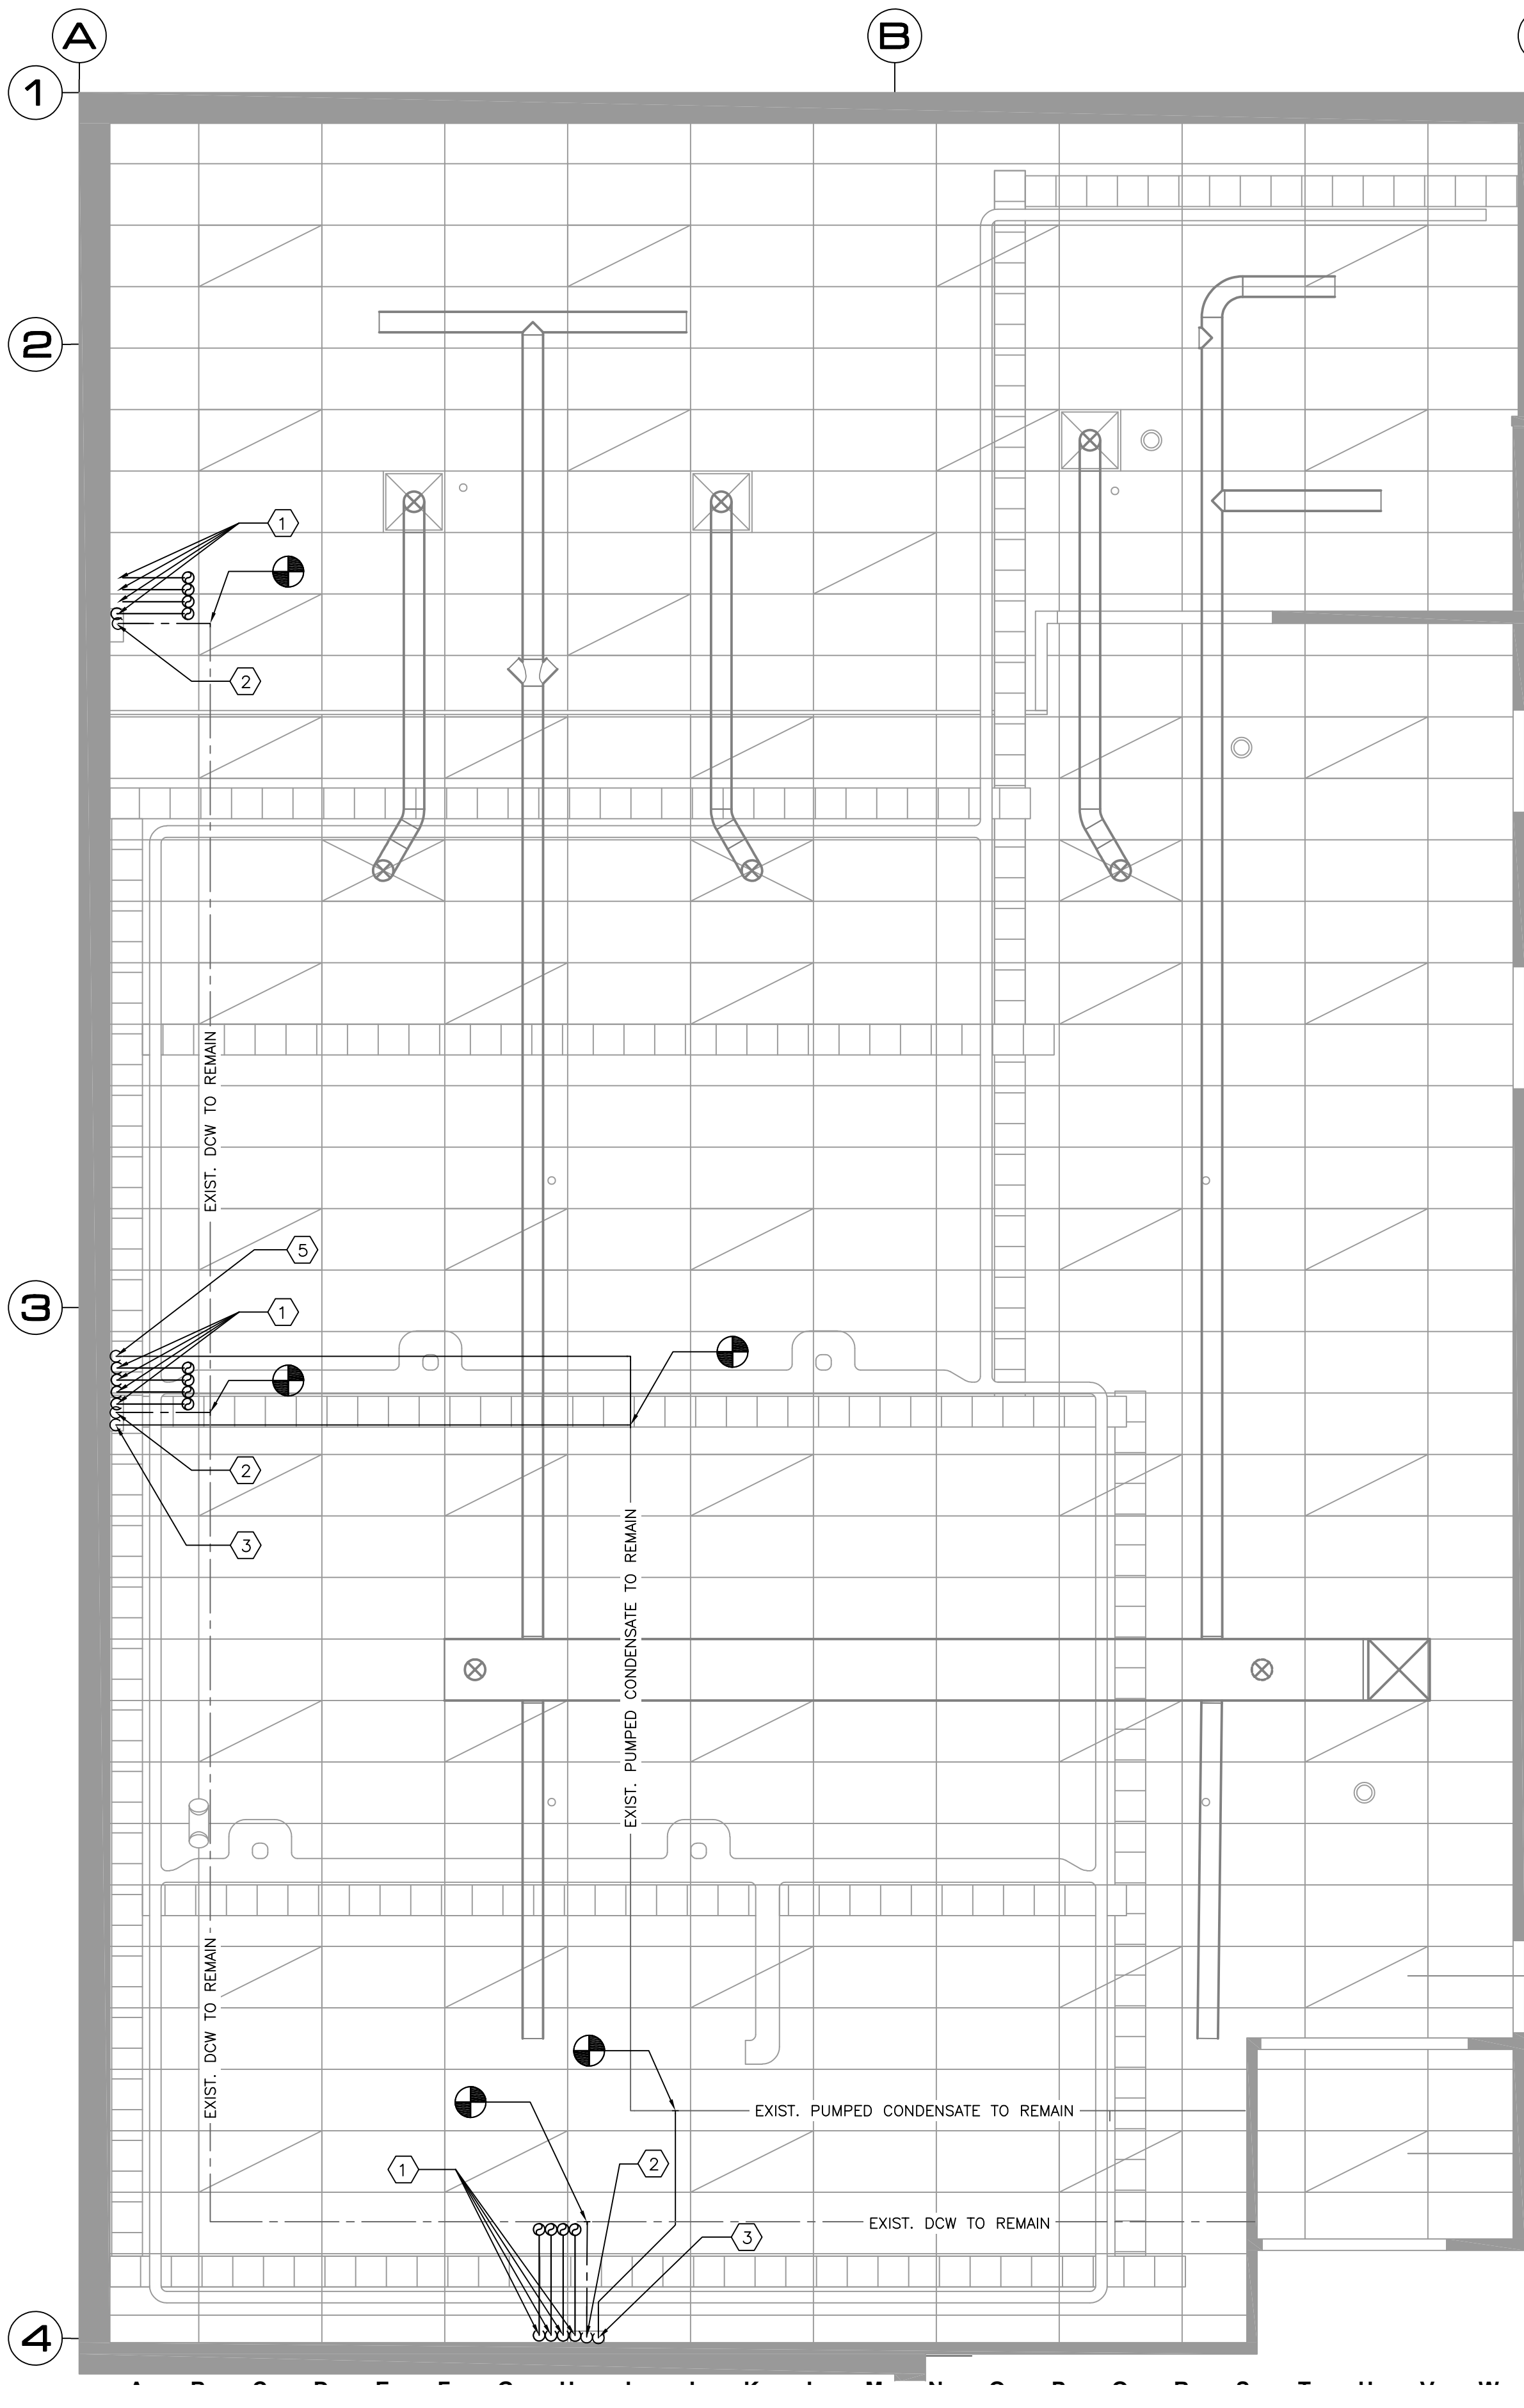 A
B
1
2
1
2
EXIST. DCW TO REMAIN
5
3
1
2
3
EXIST. PUMPED CONDENSATE TO REMAIN
EXIST. DCW TO REMAIN
EXIST. PUMPED CONDENSATE TO REMAIN
1
2
EXIST. DCW TO REMAIN
3
4